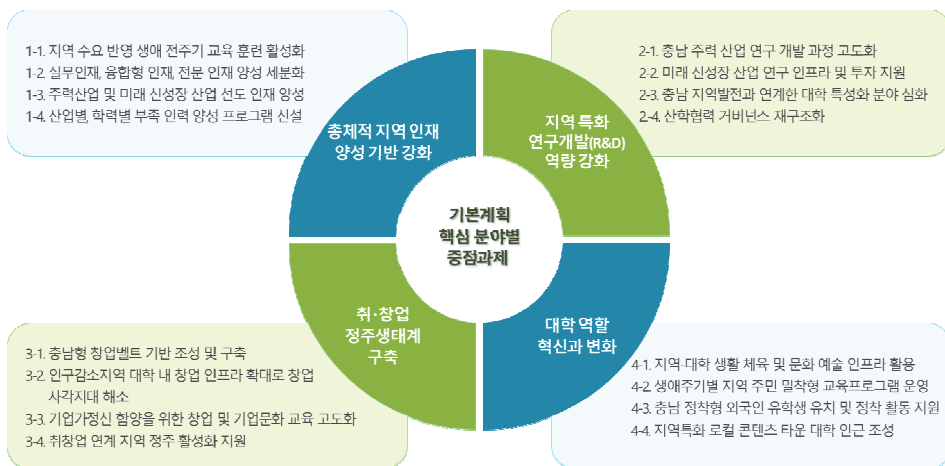 1-1. 지역 수요 반영 생애 전주기 교육 훈련 활성화
1-2. 실무인재, 융합형 인재, 전문 인재 양성 세분화
1-3. 주력산업 및 미래 신성장 산업 선도 인재 양성
1-4. 산업별, 학력별 부족 인력 양성 프로그램 신설
2-1. 충남 주력 산업 연구 개발 과정 고도화
2-2. 미래 신성장 산업 연구 인프라 및 투자 지원
2-3. 충남 지역발전과 연계한 대학 특성화 분야 심화
2-4. 산학협력 거버넌스 재구조화
총체적 지역 인재
양성 기반 강화
지역 특화
연구개발(R&D)
역량 강화
기본계획
핵심 분야별
중점과제
취·창업
정주생태계
구축
대학 역할
혁신과 변화
3-1. 충남형 창업벨트 기반 조성 및 구축
3-2. 인구감소지역 대학 내 창업 인프라 확대로 창업
사각지대 해소
3-3. 기업가정신 함양을 위한 창업 및 기업문화 교육 고도화
3-4. 취창업 연계 지역 정주 활성화 지원
4-1. 지역-대학 생활 체육 및 문화 예술 인프라 활용
4-2. 생애주기별 지역 주민 밀착형 교육프로그램 운영
4-3. 충남 정착형 외국인 유학생 유치 및 정착 활동 지원
4-4. 지역특화 로컬 콘텐츠 타운 대학 인근 조성